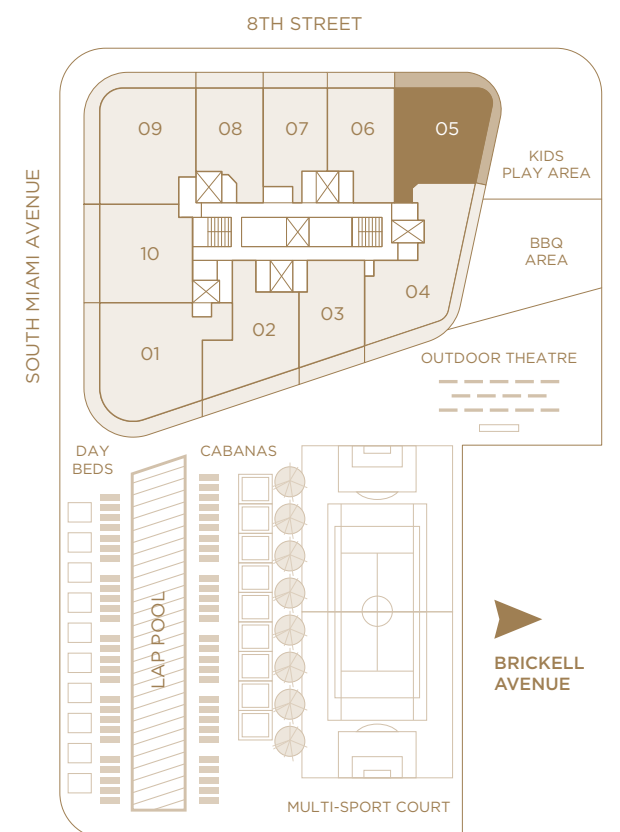 8TH STREET
SOUTH MIAMI AVENUE
09
08
07
06
05
KIDS
PLAY AREA
10
BBQ
AREA
04
03
02
01
OUTDOOR THEATRE
DAY
BEDS
CABANAS
LAP POOL
BRICKELL
AVENUE
MULTI-SPORT COURT